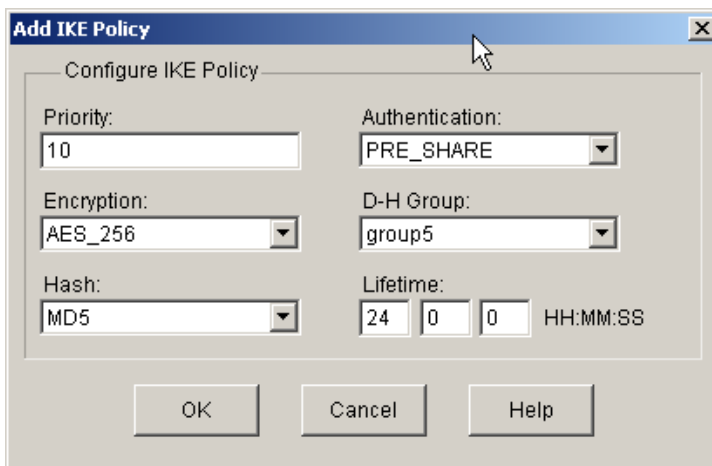 Add IKE Policy
Configure IKE Policy
Priority:
10
Authentication:
PRE_SHARE
Encryption:
AES_256
D-H Group:
group5
Hash:
MD5
Lifetime:
24 0 0 HH:MM:SS
OK Cancel Help